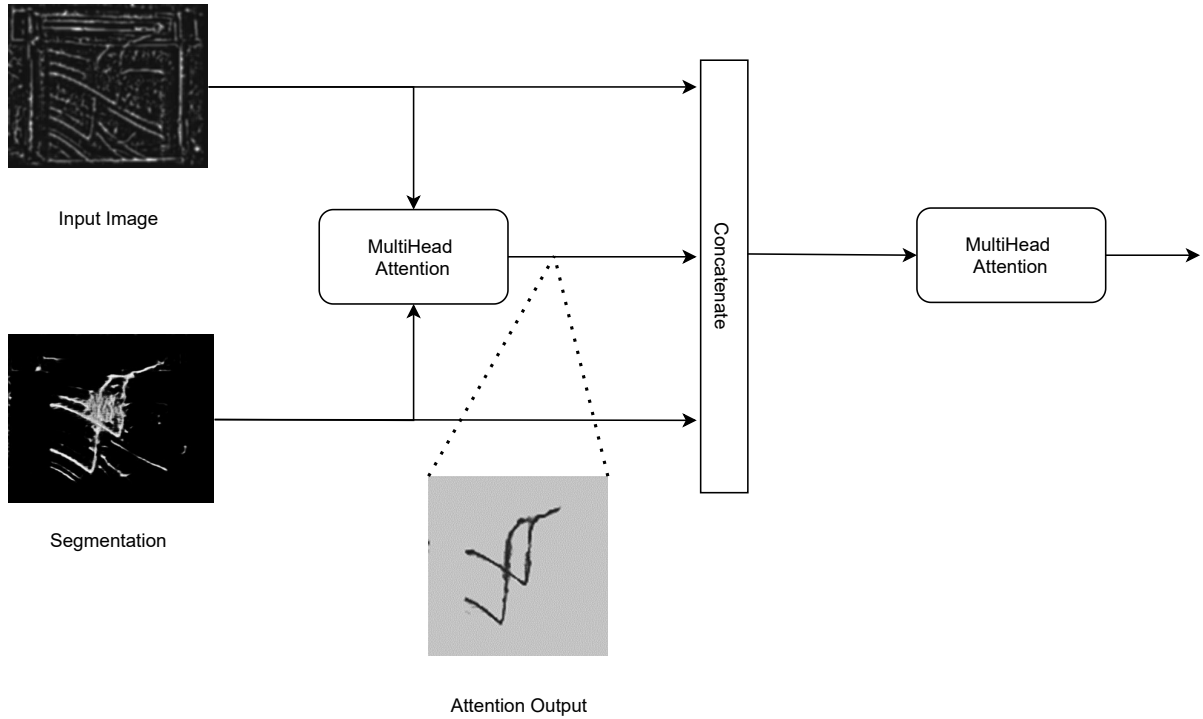 Input Image
MultiHead
Attention
Concatenate
MultiHead
Attention
Segmentation
Attention Output